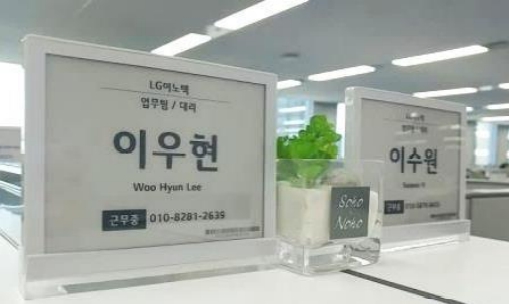 LG이노텍
업무팀 / 대리
이우현
Woo Hyun Lee
근무중 010-8281-2639
Soko
Noko
이수원
근무중